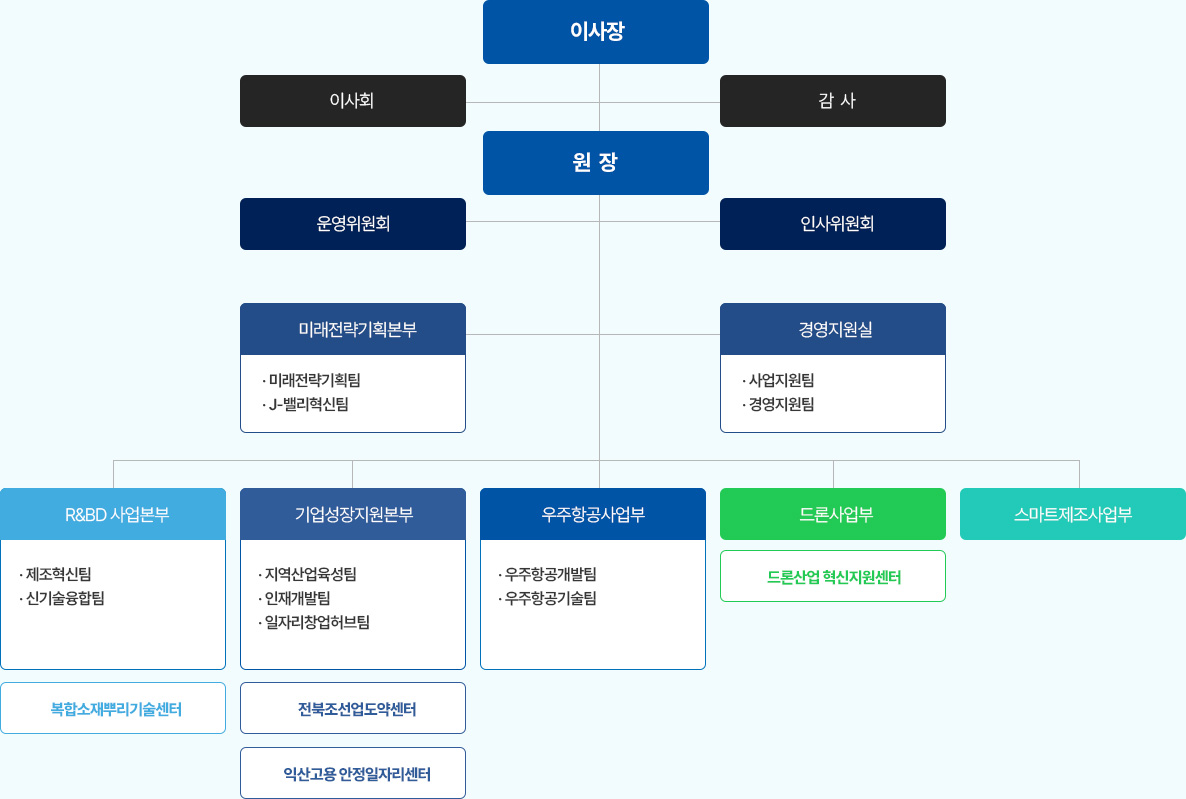 이사장
이사회
감 사
원 장
운영위원회
인사위원회
미래전략기획본부
· 미래전략기획팀
· J-밸리혁신팀
경영지원실
· 사업지원팀
· 경영지원팀
R&BD 사업본부
· 제조혁신팀
· 신기술융합팀
복합소재뿌리기술센터
기업성장지원본부
· 지역산업육성팀
· 인재개발팀
· 일자리창업허브팀
전북조선업도약센터
익산고용 안정일자리센터
우주항공사업부
· 우주항공개발팀
· 우주항공기술팀
드론사업부
드론산업 혁신지원센터
스마트제조사업부